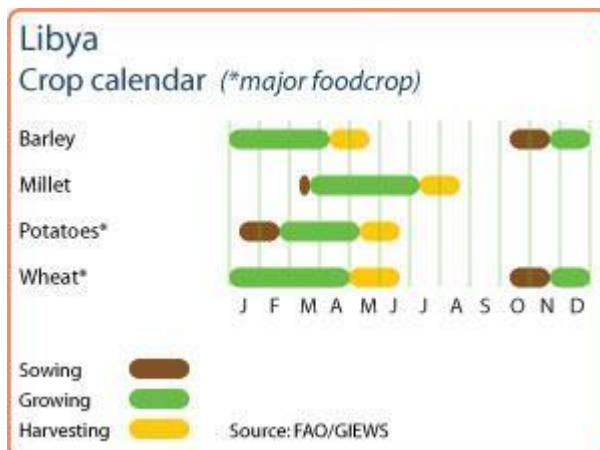 Libya
Crop calendar (*major foodcrop)
Barley
Millet
Potatoes*
Wheat*
J F M A M J J A S O N D
Sowing
Growing
Harvesting Source: FAO/GIEWS